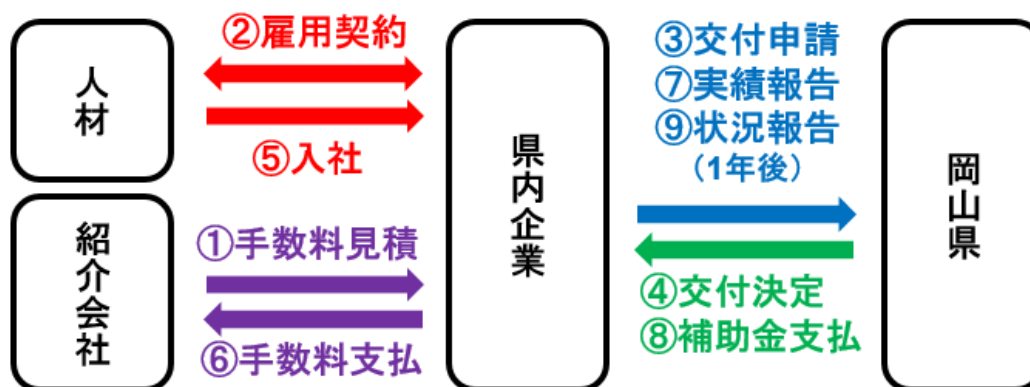 人材
②雇用契約
⑤入社
紹介会社
①手数料見積
⑥手数料支払
県内企業
③交付申請
⑦実績報告
⑨状況報告
(1年後)
④交付決定
⑧補助金支払
岡山県